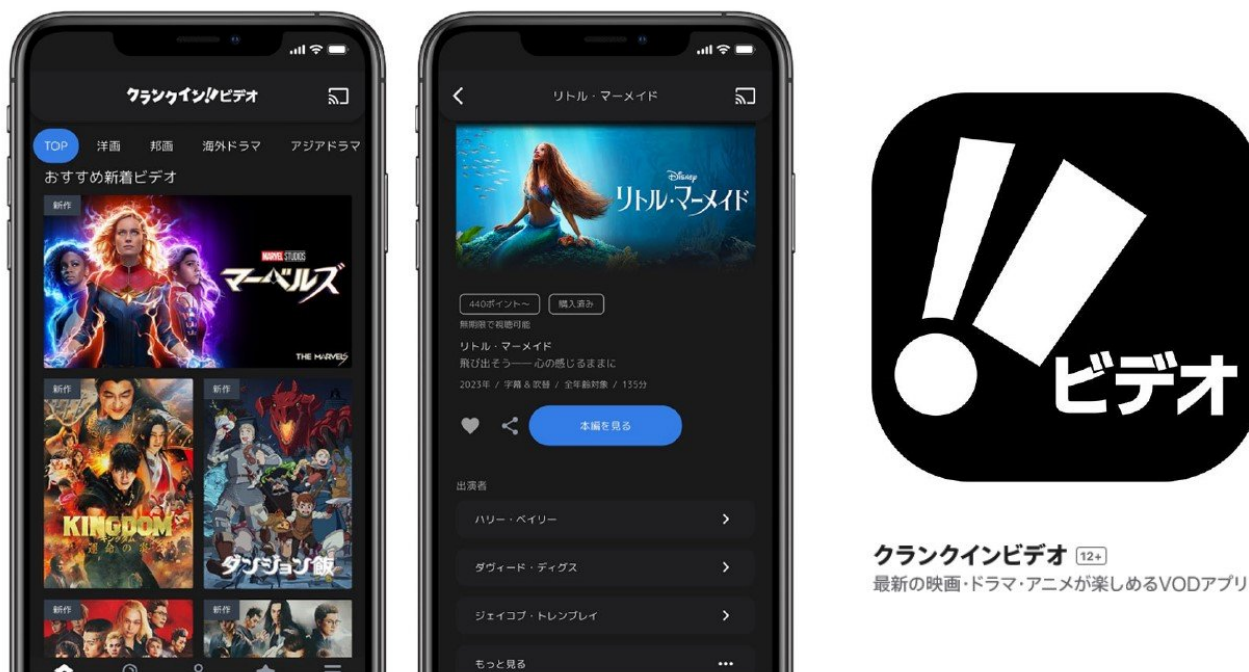 クランクイン!!ビデオ
TOP 洋画 邦画 海外ドラマ アジアドラマ
おすすめ新着ビデオ
新作
MARVEL STUDIOS
マーベルズ
THE MARVELS
新作
KINGDOM
運命の炎
新作
ダンジョン飯
新作
新作
リトル・マーメイド
Disney
リトル・マーメイド
440ポイント〜 購入済み
無期限で視聴可能
リトル・マーメイド
飛び出そう── 心の感じるままに
2023年 / 字幕 & 吹替 / 全年齢対象 / 135分
本編を見る
出演者
ハリー・ベイリー
ダヴィード・ディグス
ジェイコブ・トレンブレイ
もっと見る
!!
ビデオ
クランクインビデオ 12+
最新の映画・ドラマ・アニメが楽しめるVODアプリ